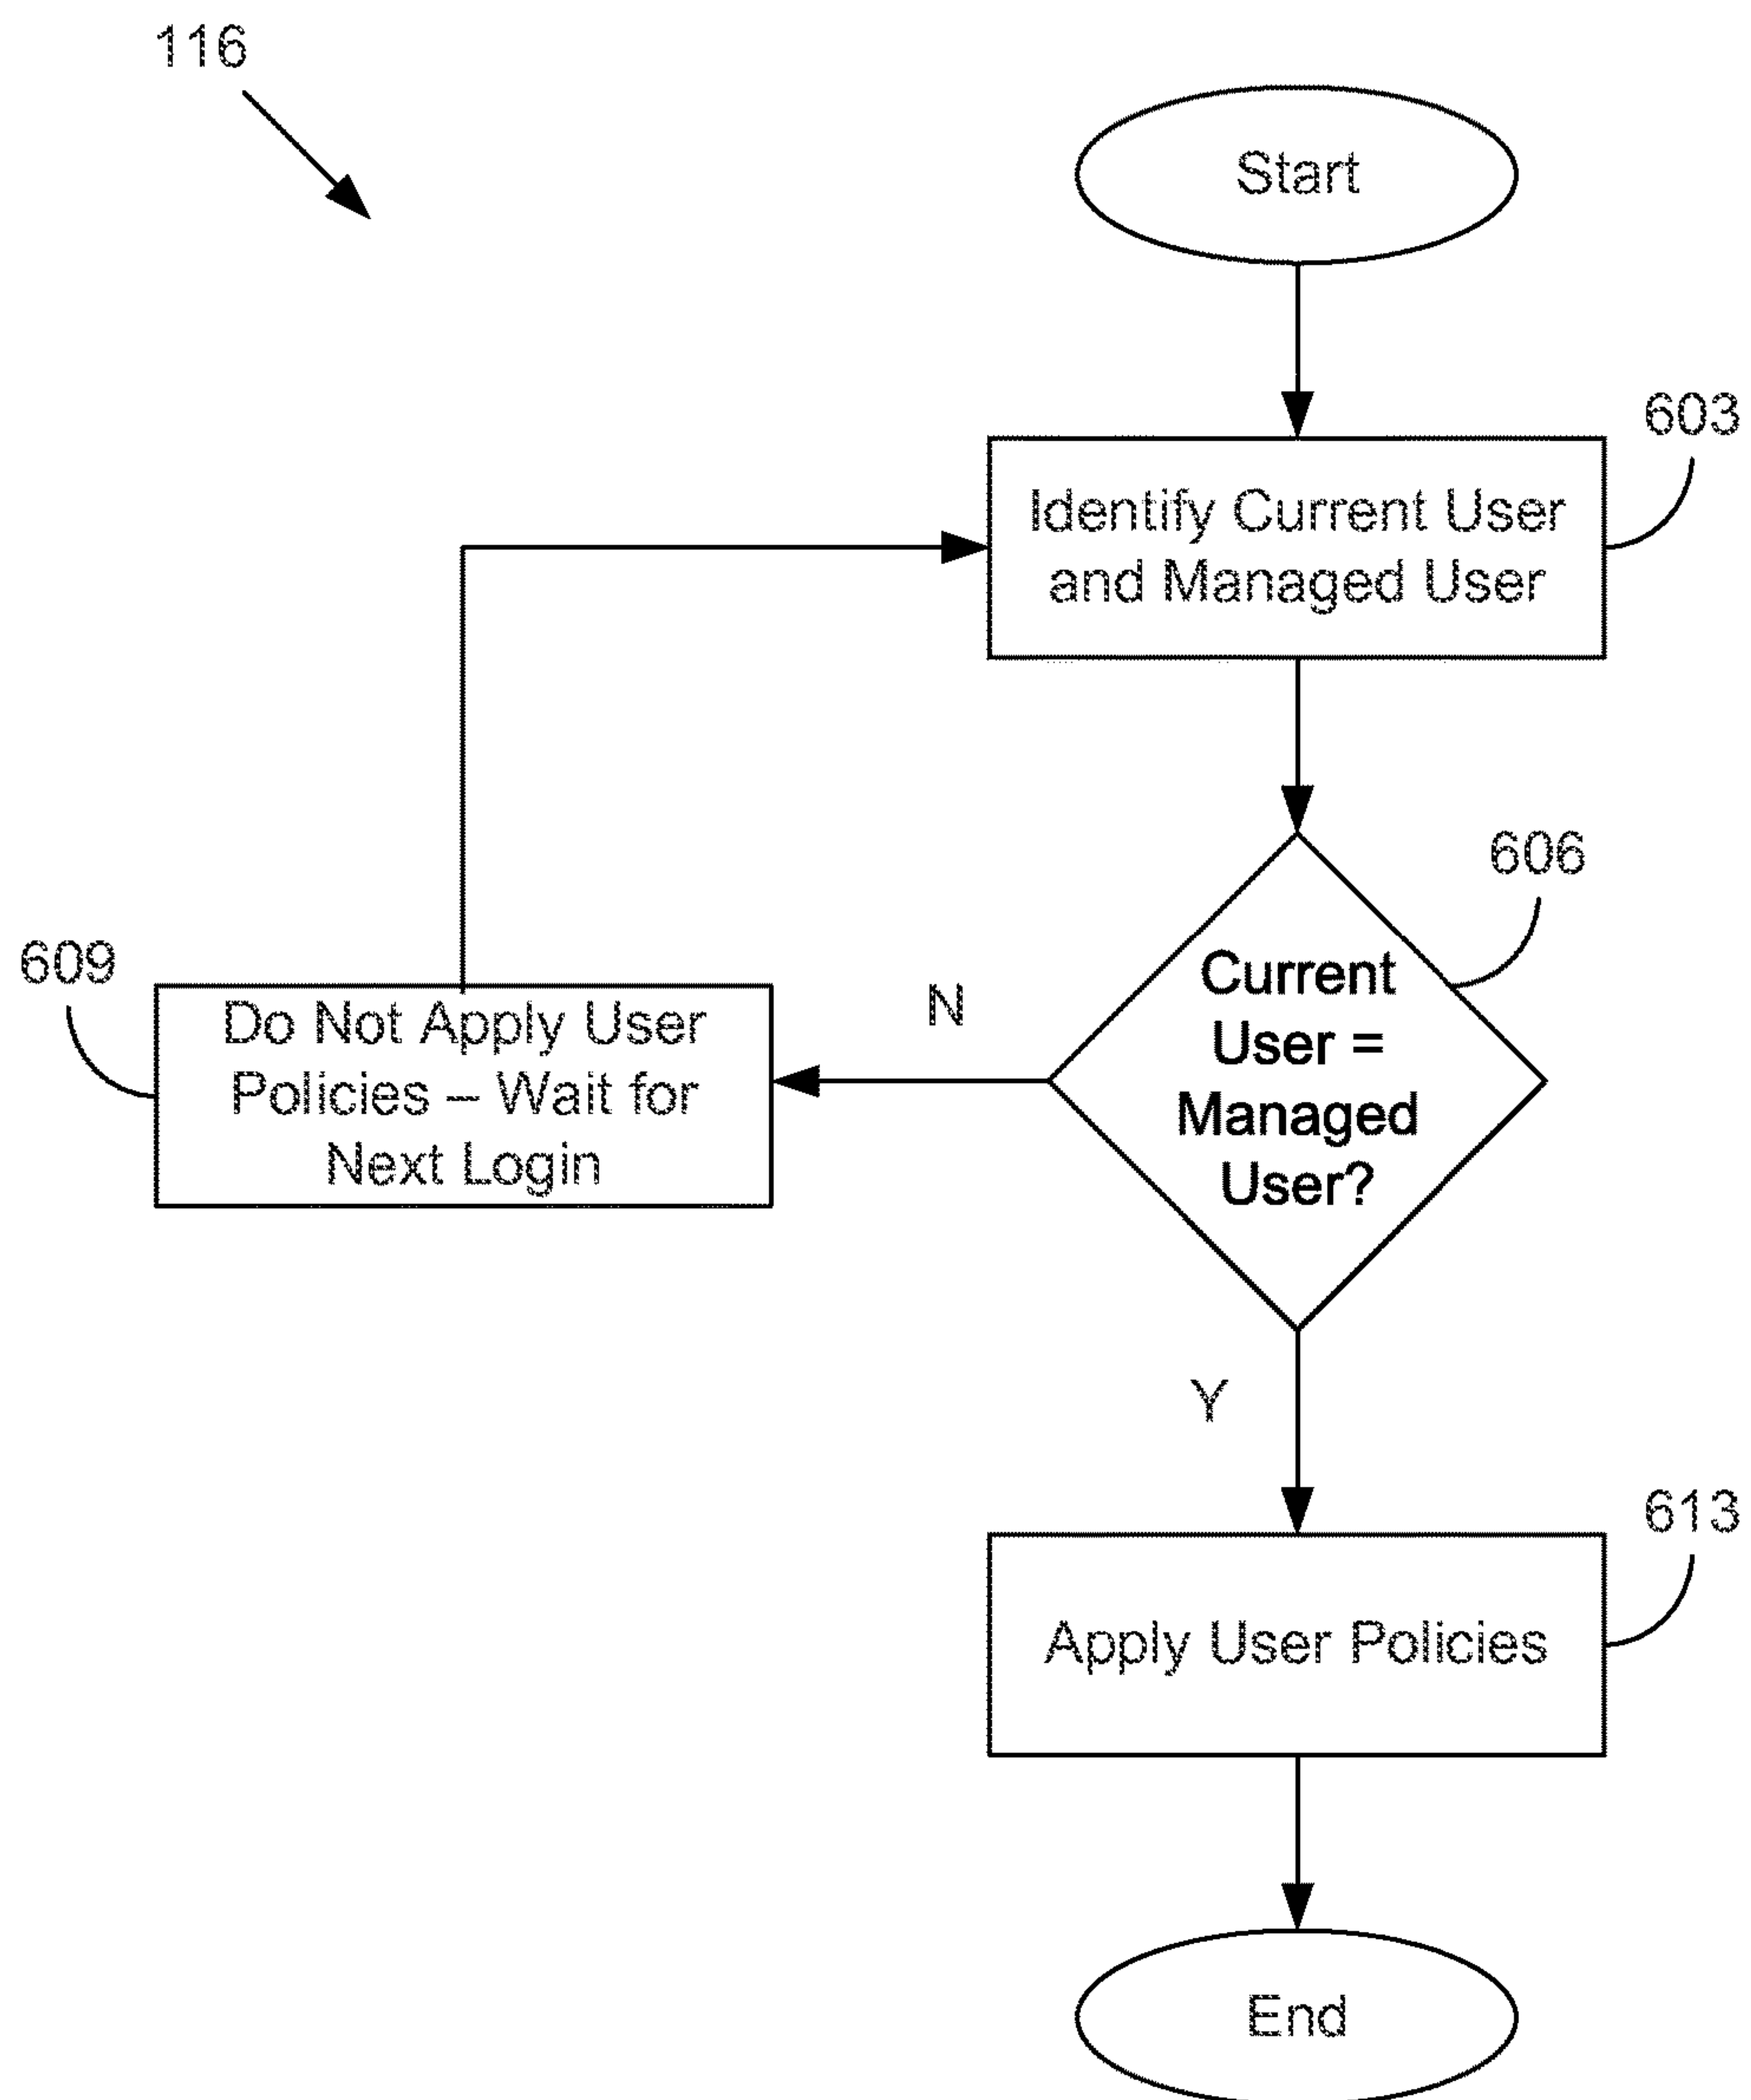 116
Start
603
Identify Current User
and Managed User
606
Current
User =
Managed
User?
609
N
Do Not Apply User
Policies – Wait for
Next Login
Y
613
Apply User Policies
End